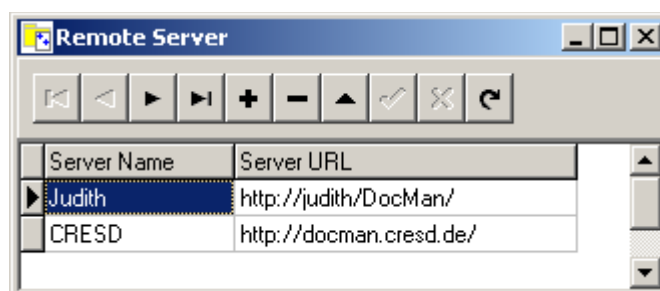 Remote Server
Server Name Server URL
Judith http://judith/DocMan/
CRESD http://docman.cresd.de/